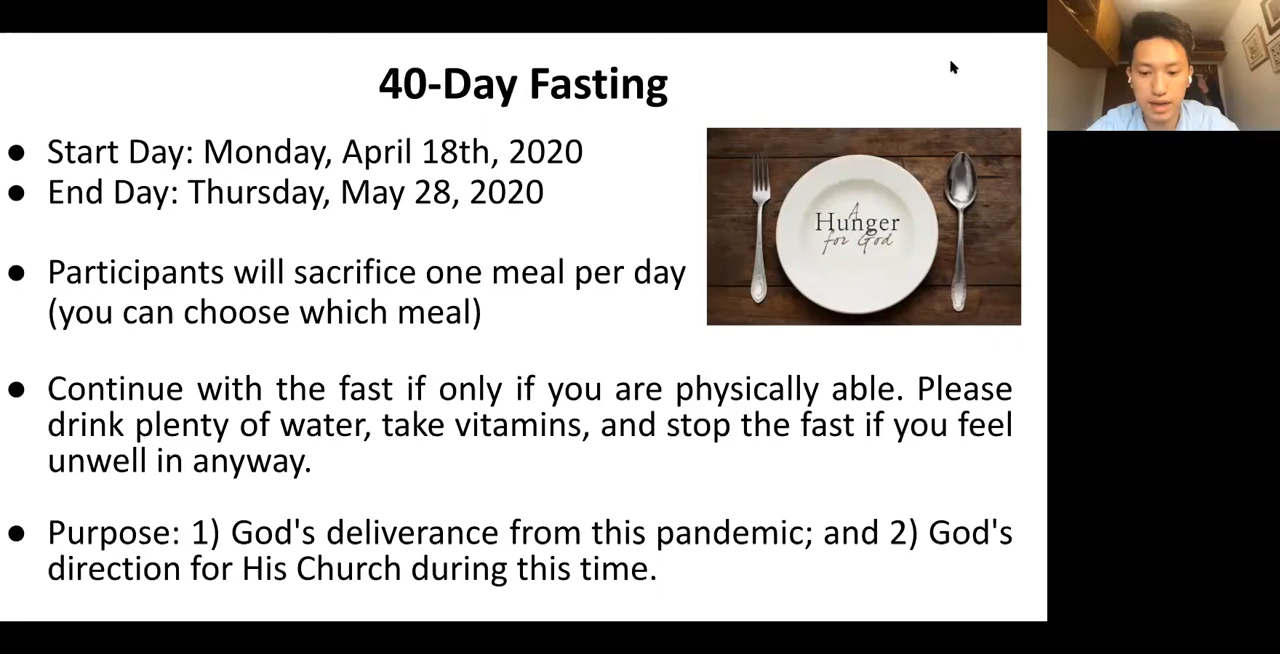 40-Day Fasting
● Start Day: Monday, April 18th, 2020
● End Day: Thursday, May 28, 2020
● Participants will sacrifice one meal per day
(you can choose which meal)
A
Hunger
for God
● Continue with the fast if only if you are physically able. Please
drink plenty of water, take vitamins, and stop the fast if you feel
unwell in anyway.
● Purpose: 1) God's deliverance from this pandemic; and 2) God's
direction for His Church during this time.